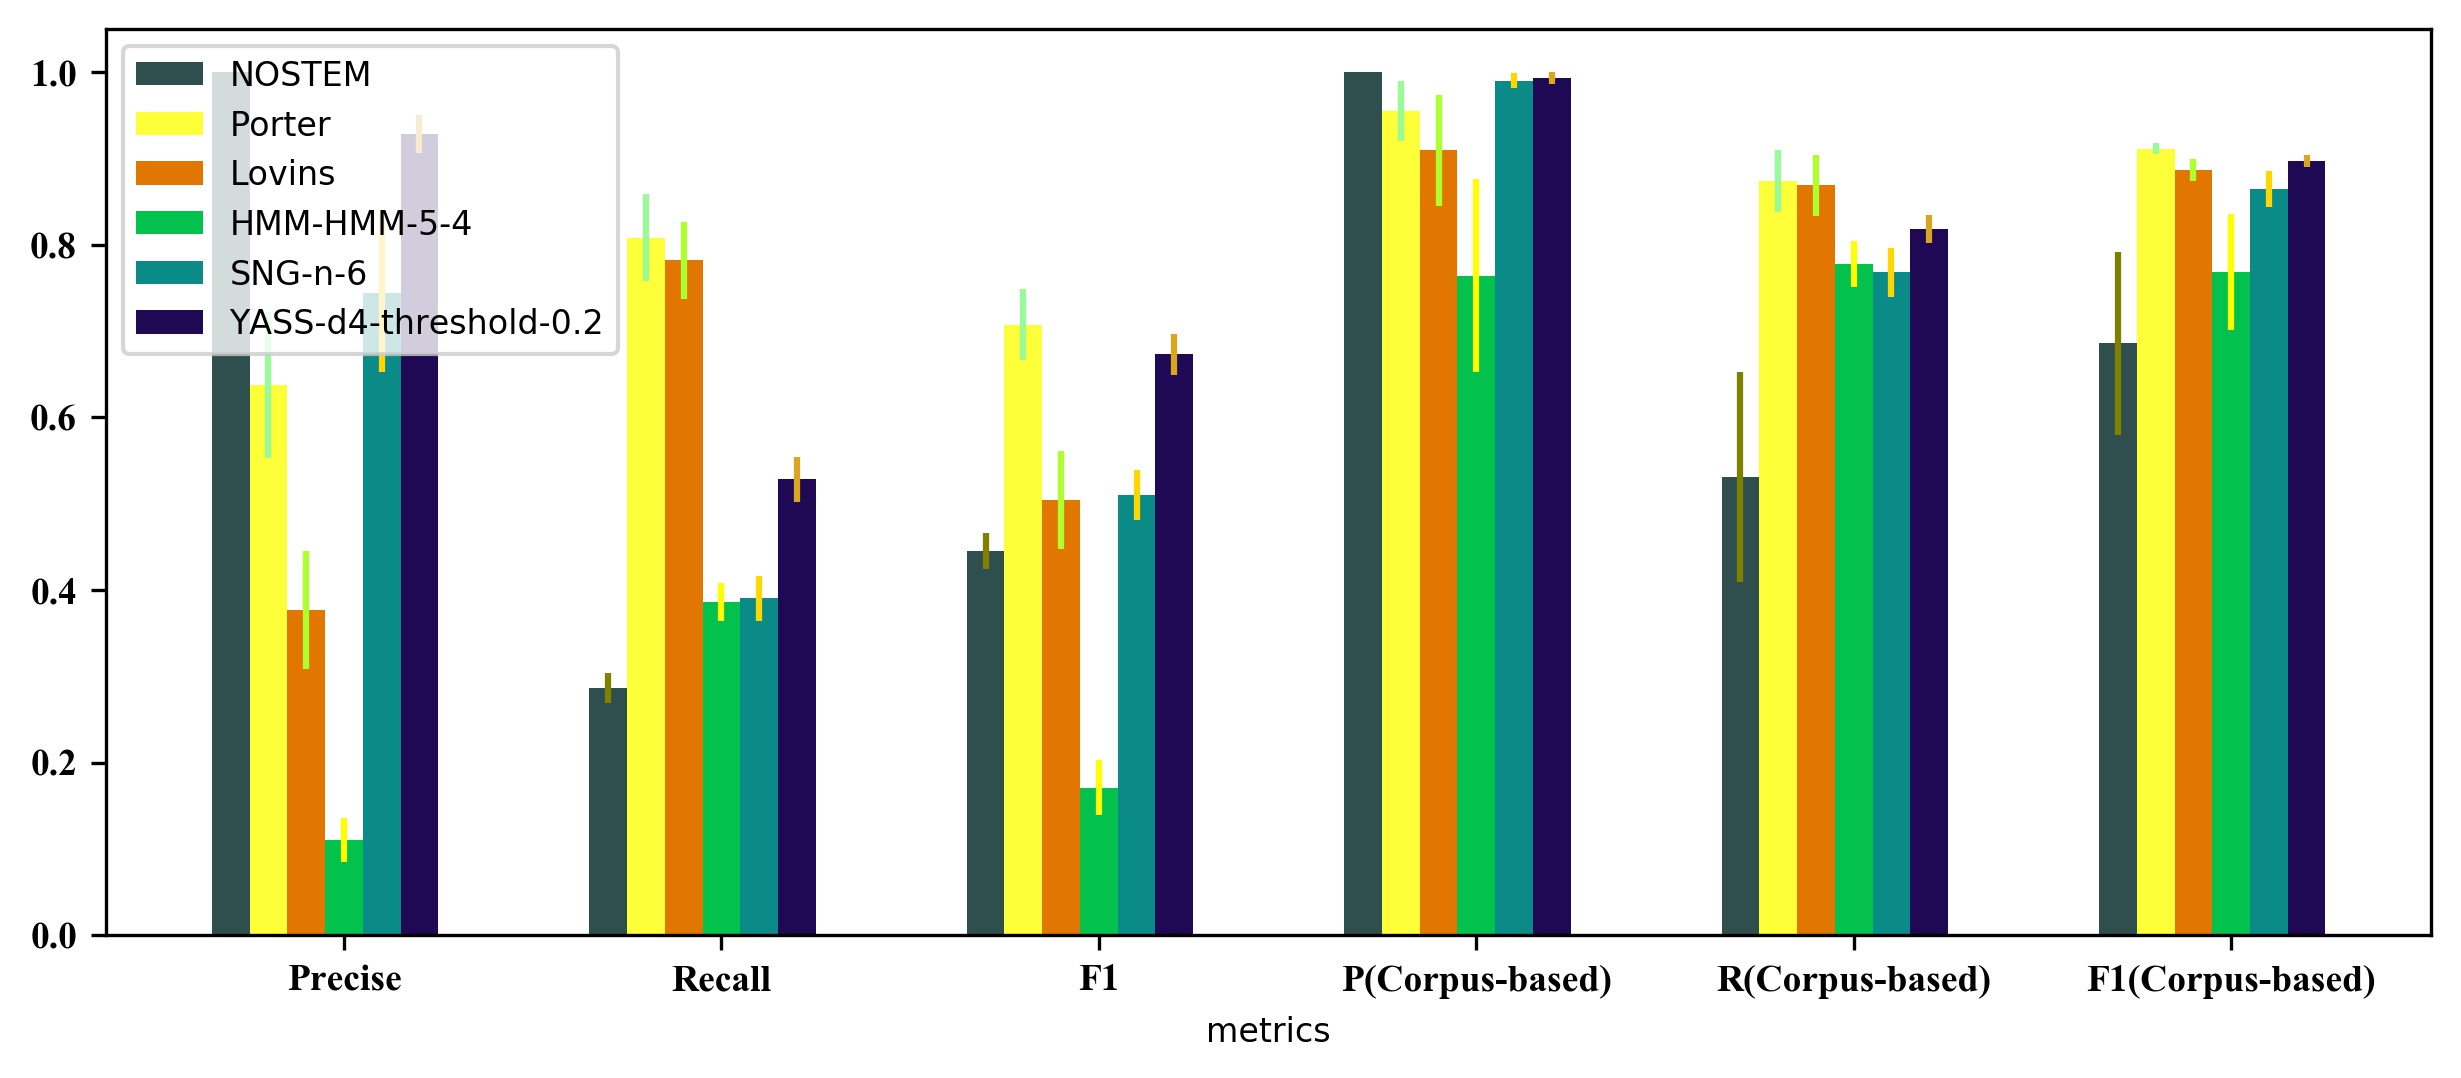 NOSTEM
Porter
Lovins
HMM-HMM-5-4
SNG-n-6
YASS-d4-threshold-0.2
1.0
0.8
0.6
0.4
0.2
0.0
Precise Recall F1 P(Corpus-based) R(Corpus-based) F1(Corpus-based)
metrics